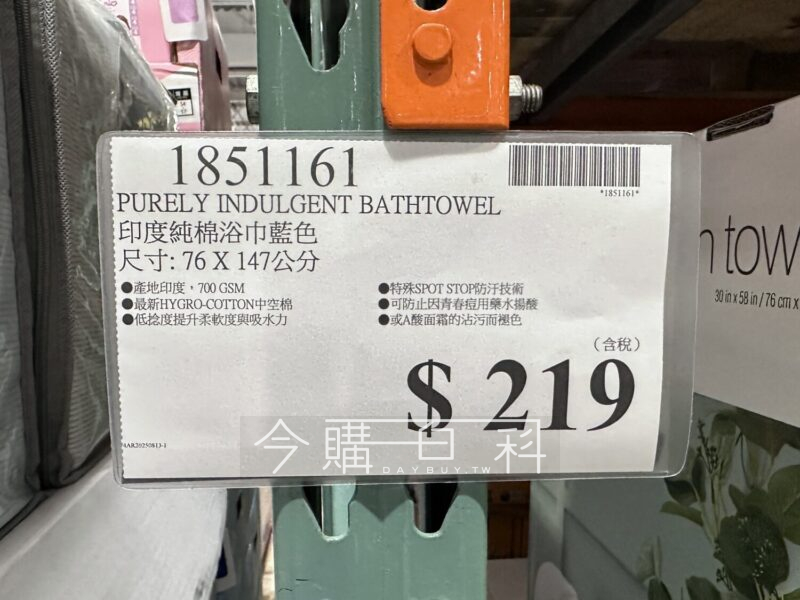 1851161
*1851161*
PURELY INDULGENT BATHTOWEL
印度純棉浴巾藍色
尺寸: 76 X 147公分
●產地印度，700 GSM
●最新HYGRO-COTTON中空棉
●低捻度提升柔軟度與吸水力
●特殊SPOT STOP防汙技術
●可防止因青春痘用藥水揚酸
●或A酸面霜的沾污而褪色
（含稅）
$ 219
今購百科
DAYBUY.TW
30 in x 58 in / 76 cm x